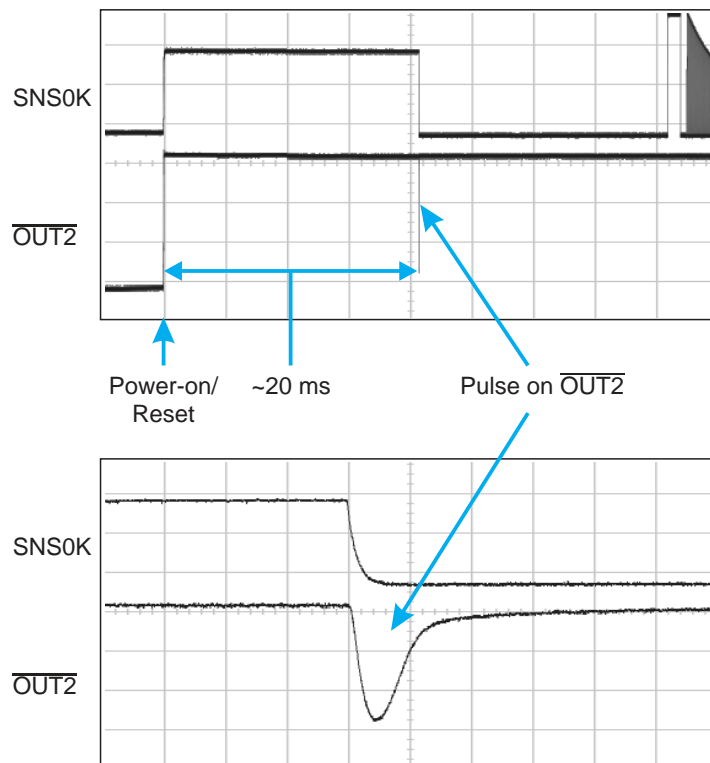 SNS0K
OUT2
Power-on/
Reset
~20 ms
Pulse on OUT2
SNS0K
OUT2